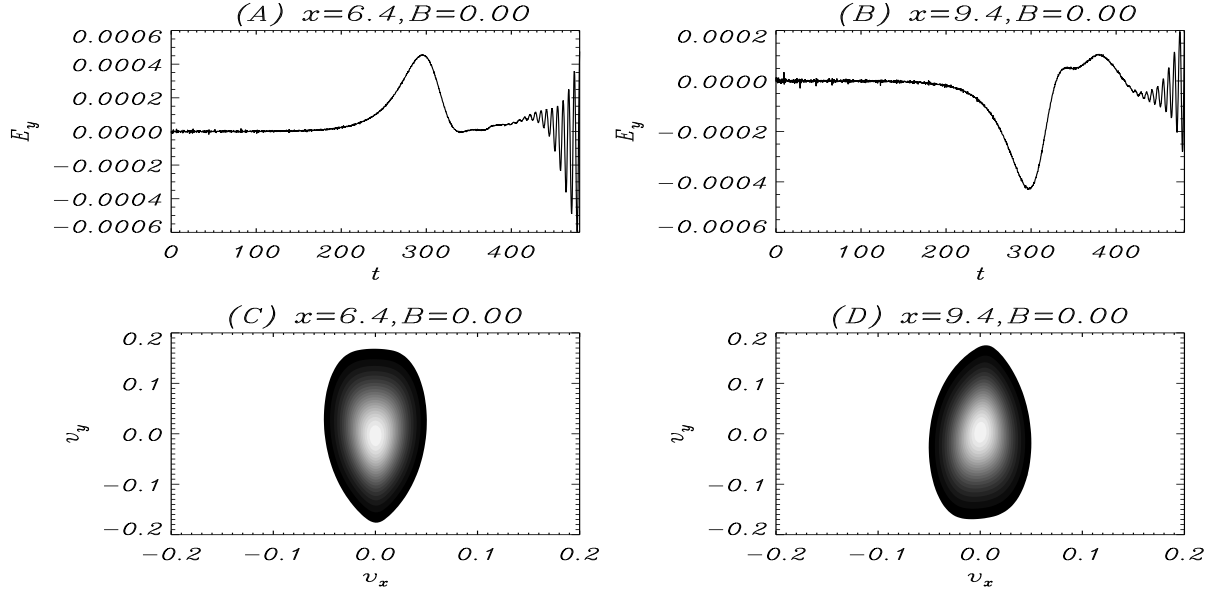 (A) x=6.4,B=0.00
0.0006
0.0004
0.0002
0.0000
−0.0002
−0.0004
−0.0006
E_y
0 100 200 300 400
t
(B) x=9.4,B=0.00
0.0002
0.0000
−0.0002
−0.0004
−0.0006
E_y
0 100 200 300 400
t
(C) x=6.4,B=0.00
0.2
0.1
0.0
−0.1
−0.2
v_y
−0.2 −0.1 0.0 0.1 0.2
v_x
(D) x=9.4,B=0.00
0.2
0.1
0.0
−0.1
−0.2
v_y
−0.2 −0.1 0.0 0.1 0.2
v_x